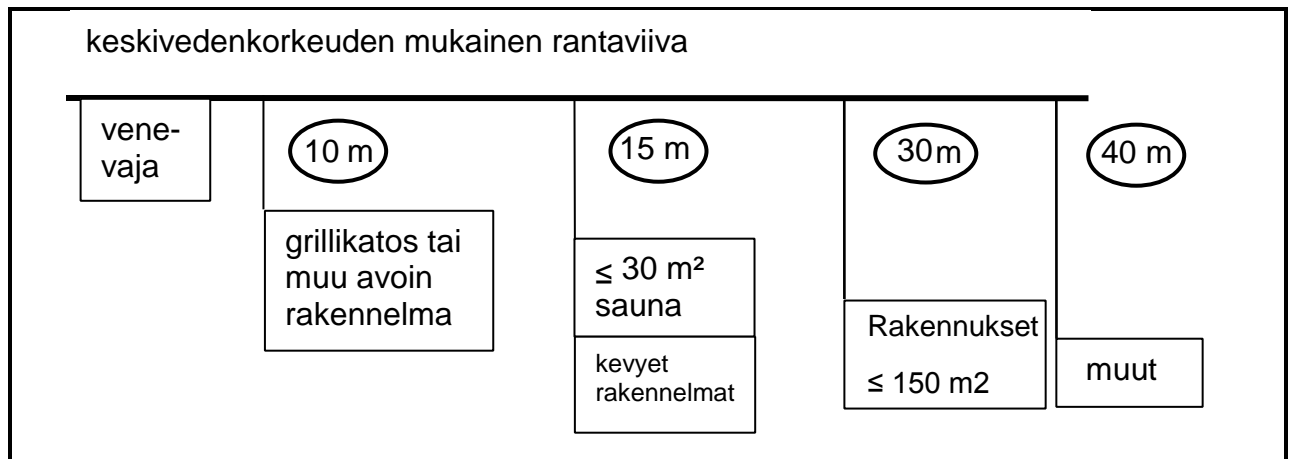 keskivedenkorkeuden mukainen rantaviiva
vene-
vaja
10 m
15 m
30 m
40 m
grillikatos tai
muu avoin
rakennelma
≤ 30 m²
sauna
kevyet
rakennelmat
Rakennukset
≤ 150 m2
muut